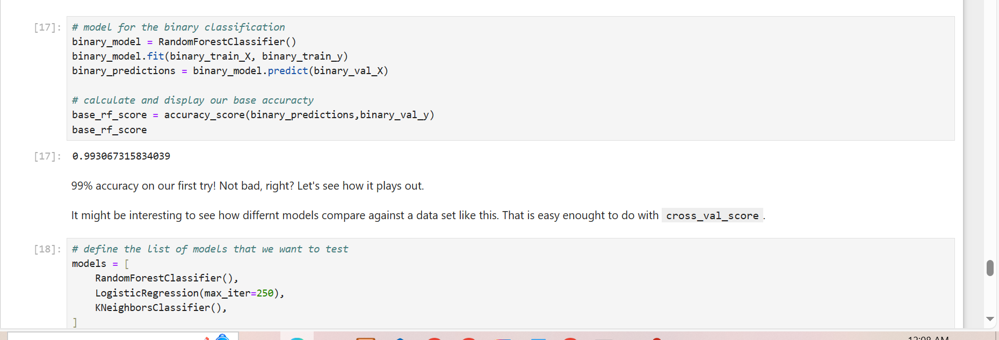 [17]: # model for the binary classification
binary_model = RandomForestClassifier()
binary_model.fit(binary_train_X, binary_train_y)
binary_predictions = binary_model.predict(binary_val_X)
# calculate and display our base accuracty
base_rf_score = accuracy_score(binary_predictions,binary_val_y)
base_rf_score
[17]: 0.993067315834039
99% accuracy on our first try! Not bad, right? Let's see how it plays out.
It might be interesting to see how differnt models compare against a data set like this. That is easy enought to do with cross_val_score.
[18]: # define the list of models that we want to test
models = [
RandomForestClassifier(),
LogisticRegression(max_iter=250),
KNeighborsClassifier(),
]
12:08 AM